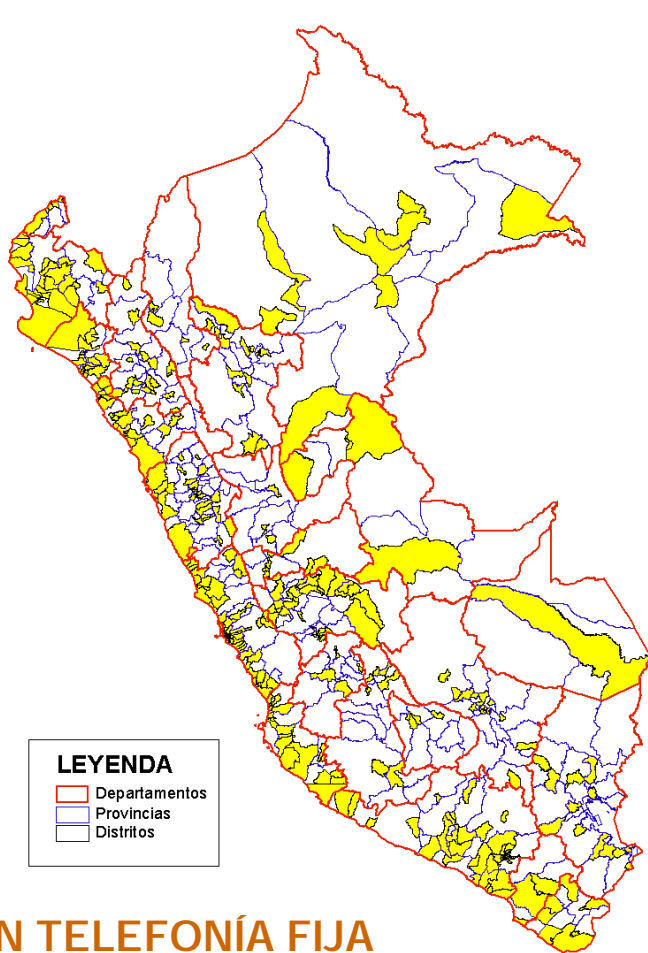 LEYENDA
Departamentos
Provincias
Distritos
N TELEFONÍA FIJA